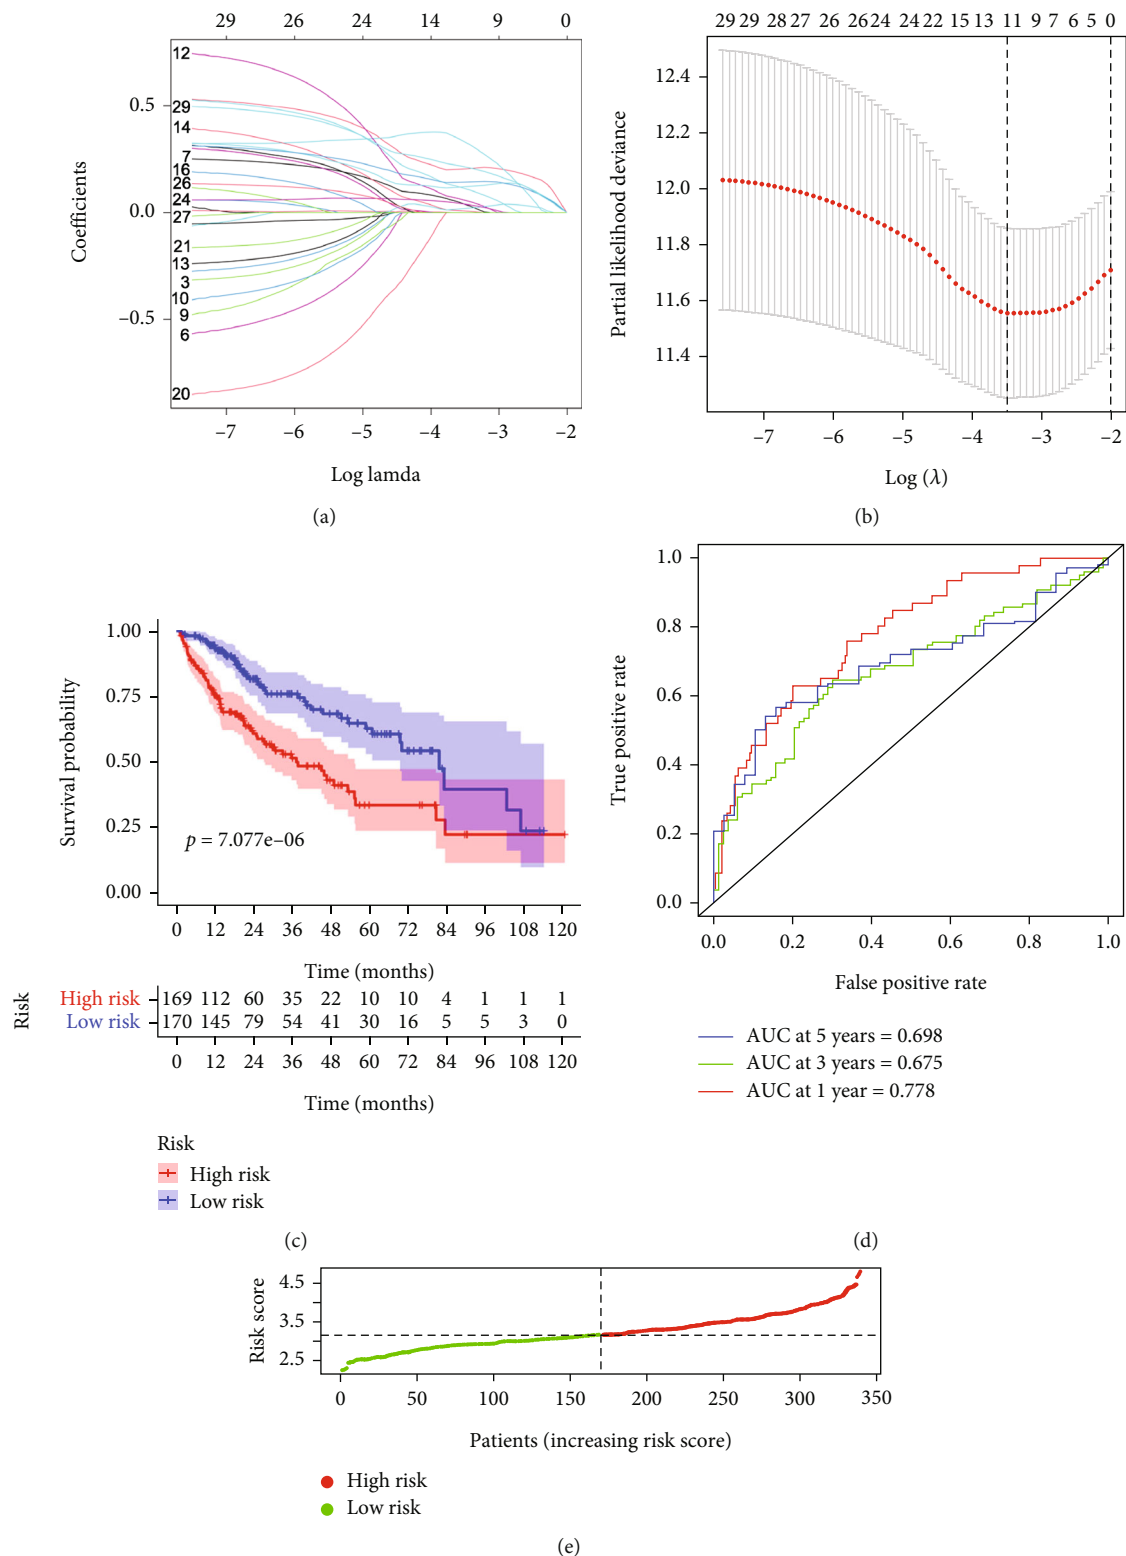 29 26 24 14 9 0
12
29
14
7
16
26
24
27
21
13
3
10
9
6
20
0.5
0.0
–0.5
Coefficients
–7 –6 –5 –4 –3 –2
Log lamda
(a)
29 29 28 27 26 26 24 24 22 15 13 11 9 7 6 5 0
12.4
12.2
12.0
11.8
11.6
11.4
Partial likelihood deviance
–7 –6 –5 –4 –3 –2
Log (λ)
(b)
1.00
0.75
0.50
0.25
0.00
Survival probability
p = 7.077e–06
0 12 24 36 48 60 72 84 96 108 120
Time (months)
Risk
High risk 169 112 60 35 22 10 10 4 1 1 1
Low risk 170 145 79 54 41 30 16 5 5 3 0
0 12 24 36 48 60 72 84 96 108 120
Time (months)
Risk
High risk
Low risk
(c)
1.0
0.8
0.6
0.4
0.2
0.0
True positive rate
0.0 0.2 0.4 0.6 0.8 1.0
False positive rate
AUC at 5 years = 0.698
AUC at 3 years = 0.675
AUC at 1 year = 0.778
(d)
4.5
3.5
2.5
Risk score
0 50 100 150 200 250 300 350
Patients (increasing risk score)
High risk
Low risk
(e)